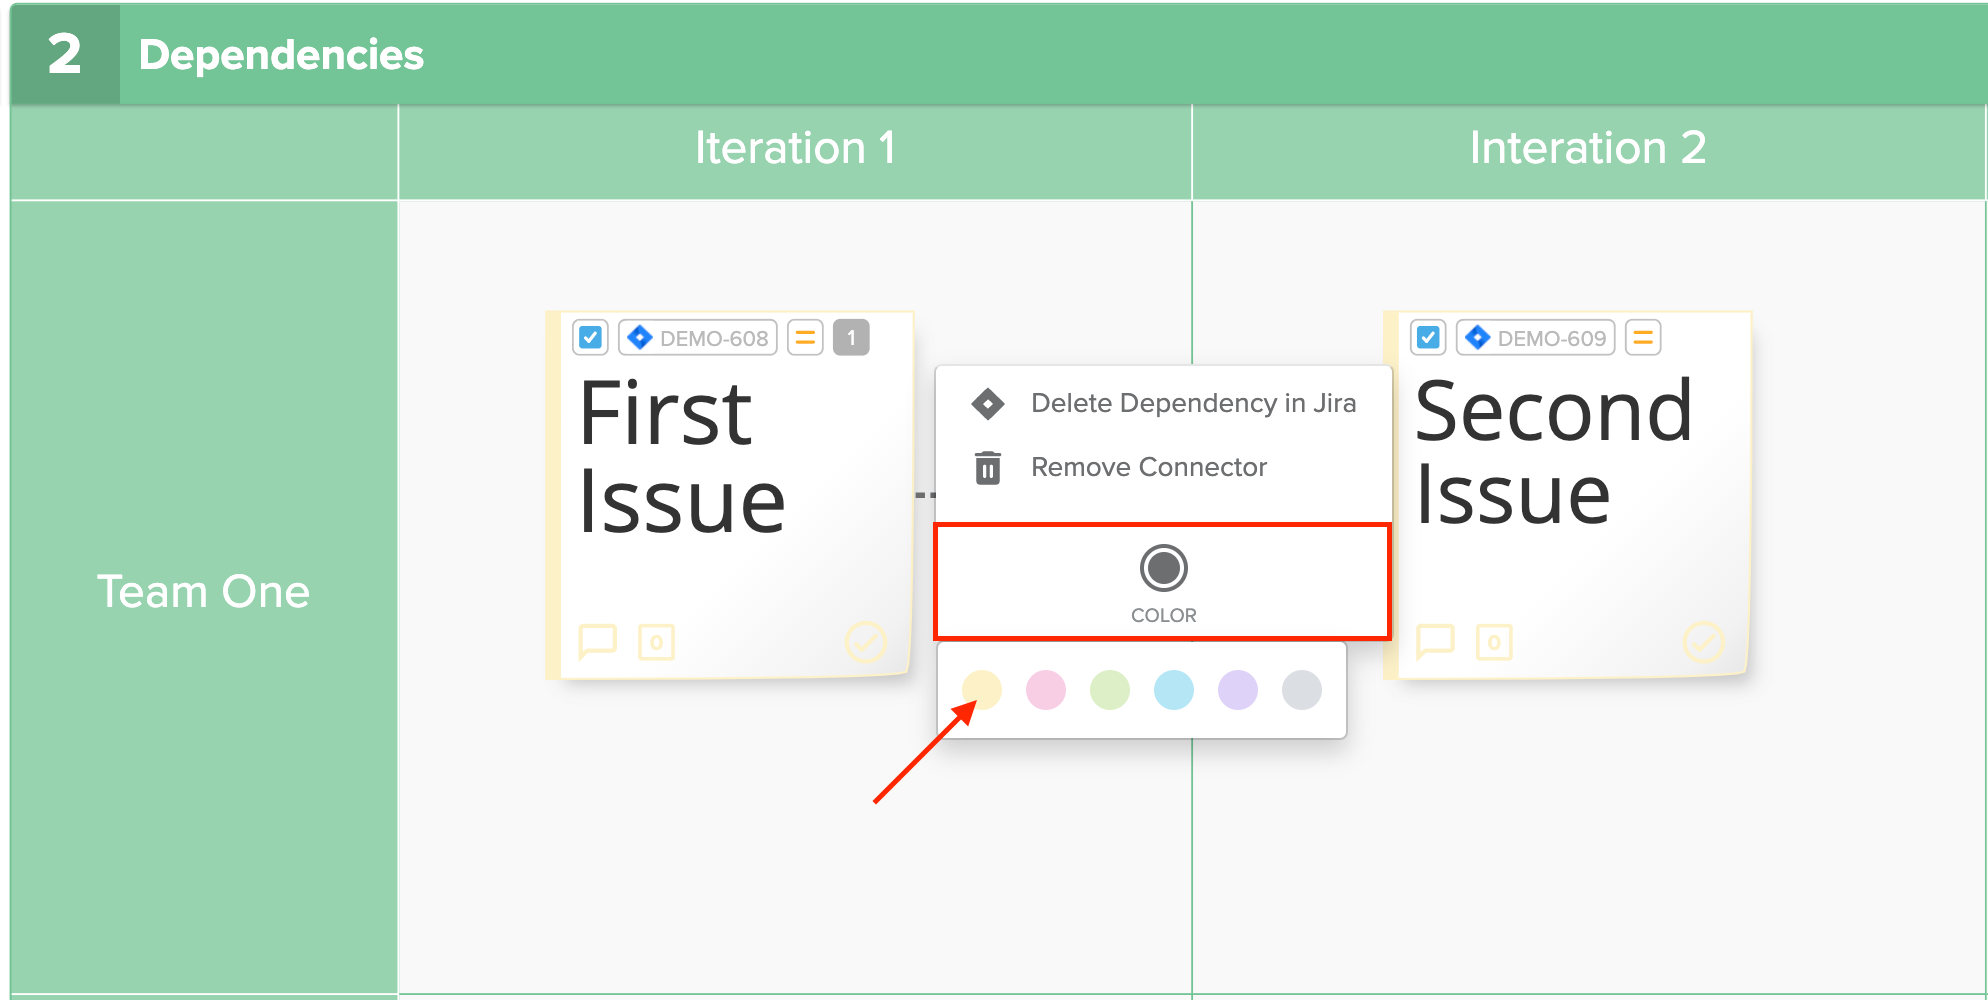 2 Dependencies
Iteration 1 Interation 2
Team One
DEMO-608 1
First
Issue
0
Delete Dependency in Jira
Remove Connector
COLOR
DEMO-609
Second
Issue
0